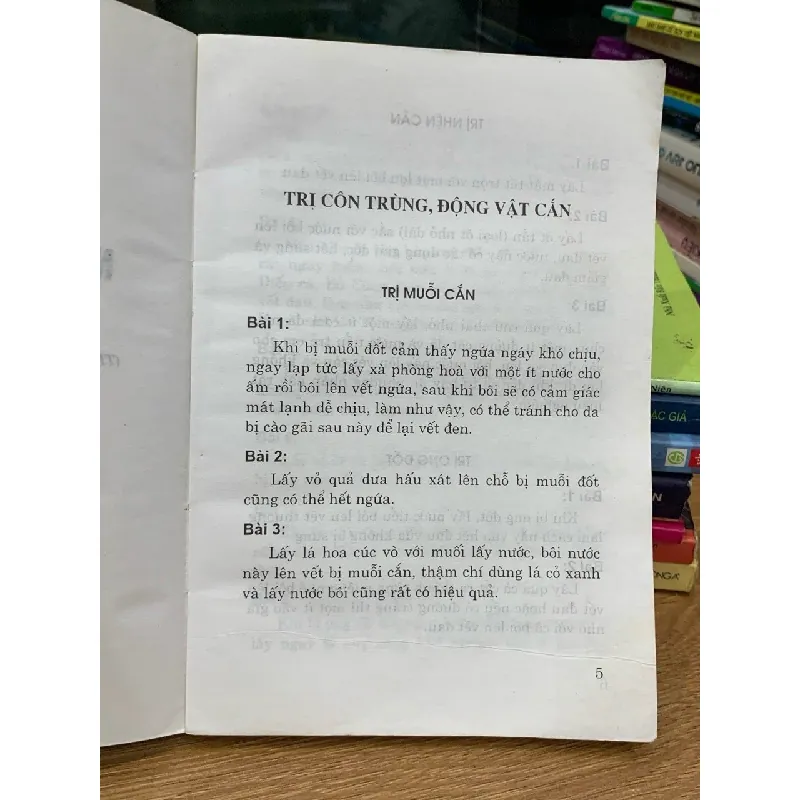 TRỊ CÔN TRÙNG, ĐỘNG VẬT CẮN
TRỊ MUỖI CẮN
Bài 1:
Khi bị muỗi đốt cảm thấy ngứa ngáy khó chịu,
ngay lạp tức lấy xà phòng hoà với một ít nước cho
ẩm rồi bôi lên vết ngứa, sau khi bôi sẽ có cảm giác
mát lạnh dễ chịu, làm như vậy, có thể tránh cho da
bị cào gãi sau này để lại vết đen.
Bài 2:
Lấy vỏ quả dưa hấu xát lên chỗ bị muỗi đốt
cũng có thể hết ngứa.
Bài 3:
Lấy lá hoa cúc vò với muối lấy nước, bôi nước
này lên vết bị muỗi cắn, thậm chí dùng lá cỏ xanh
và lấy nước bôi cũng rất có hiệu quả.
5
ÁC GIẢ